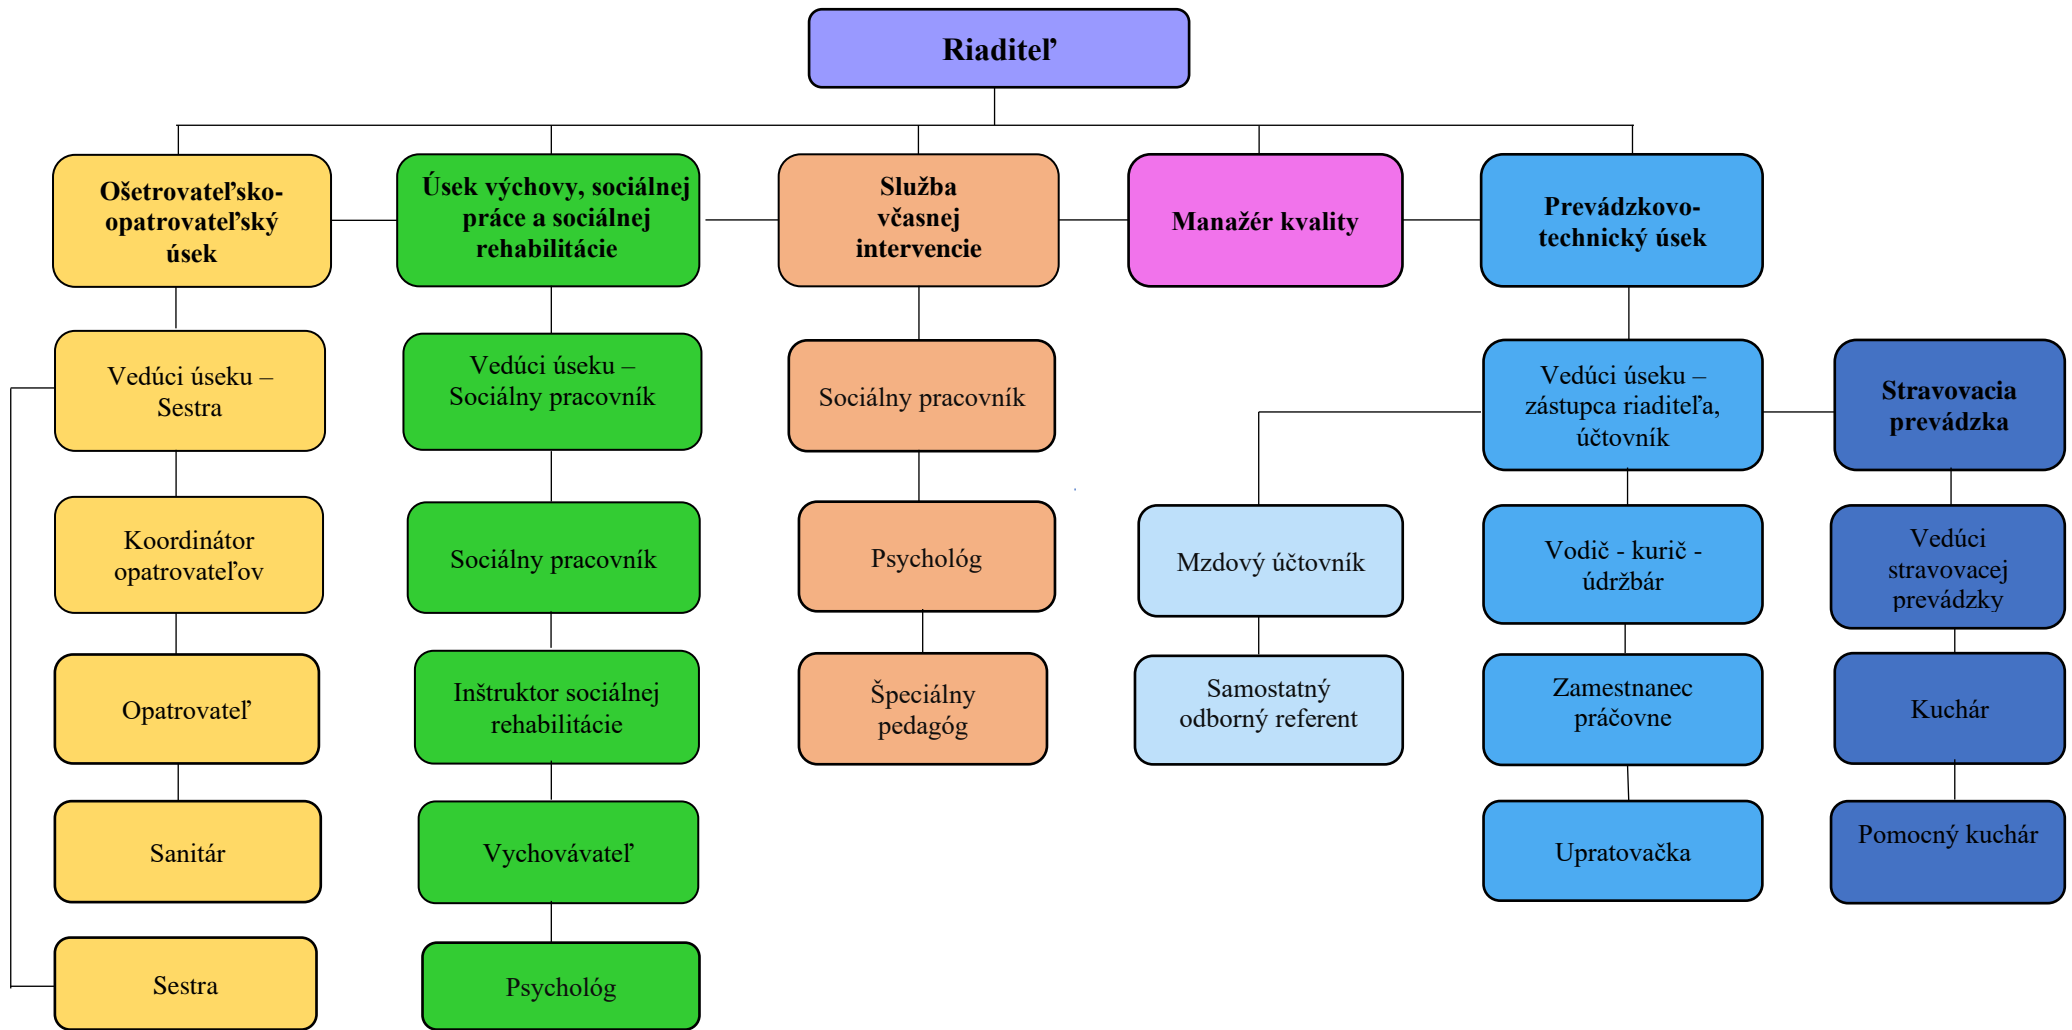 Riaditeľ
Ošetrovateľsko-
opatrovateľský
úsek
Úsek výchovy, sociálnej
práce a sociálnej
rehabilitácie
Služba
včasnej
intervencie
Manažér kvality
Prevádzkovo-
technický úsek
Vedúci úseku –
Sestra
Vedúci úseku –
Sociálny pracovník
Sociálny pracovník
Vedúci úseku –
zástupca riaditeľa,
účtovník
Stravovacia
prevádzka
Koordinátor
opatrovateľov
Sociálny pracovník
Psychológ
Mzdový účtovník
Vodič - kurič -
údržbár
Vedúci
stravovacej
prevádzky
Opatrovateľ
Inštruktor sociálnej
rehabilitácie
Špeciálny
pedagóg
Samostatný
odborný referent
Zamestnanec
práčovne
Kuchár
Sanitár
Vychovávateľ
Upratovačka
Pomocný kuchár
Sestra
Psychológ